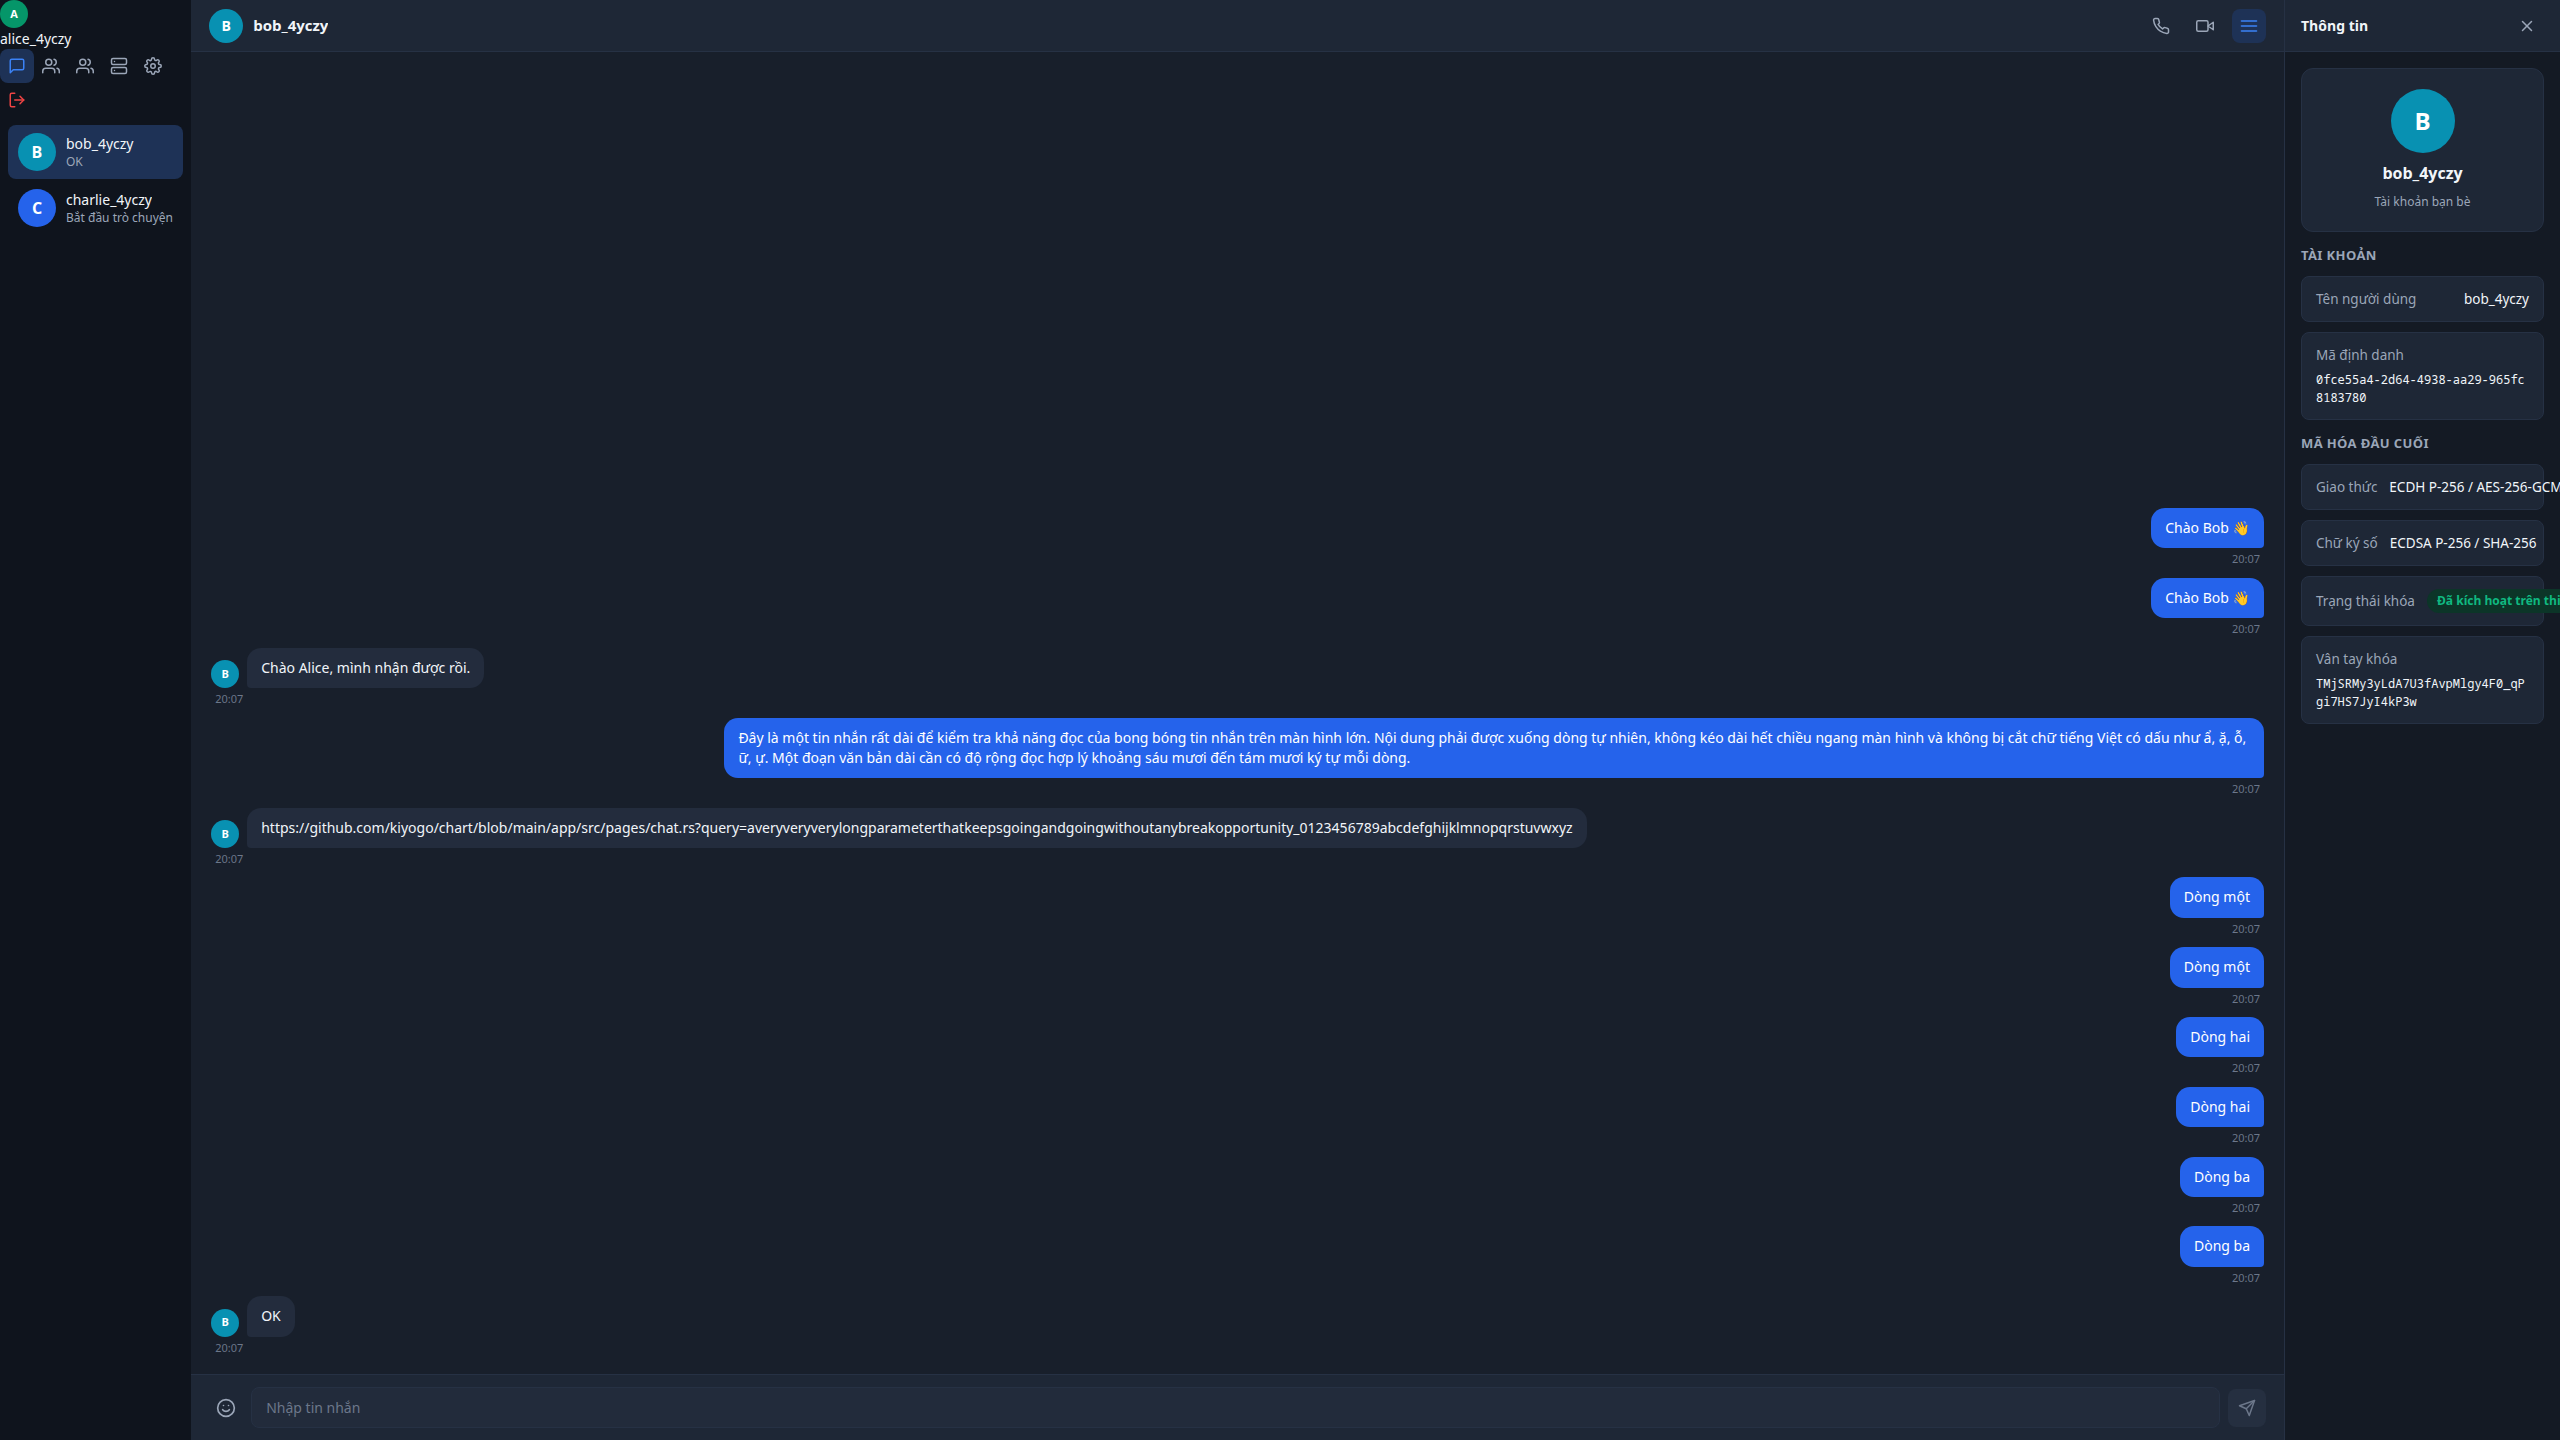 A
alice_4yczy
B
bob_4yczy
OK
C
charlie_4yczy
Bắt đầu trò chuyện
B
bob_4yczy
Chào Bob 👋
20:07
Chào Bob 👋
20:07
B
Chào Alice, mình nhận được rồi.
20:07
Đây là một tin nhắn rất dài để kiểm tra khả năng đọc của bong bóng tin nhắn trên màn hình lớn. Nội dung phải được xuống dòng tự nhiên, không kéo dài hết chiều ngang màn hình và không bị cắt chữ tiếng Việt có dấu như ẩ, ặ, ỗ,
ữ, ự. Một đoạn văn bản dài cần có độ rộng đọc hợp lý khoảng sáu mươi đến tám mươi ký tự mỗi dòng.
20:07
B
https://github.com/kiyogo/chart/blob/main/app/src/pages/chat.rs?query=averyveryverylongparameterthatkeepsgoingandgoingwithoutanybreakopportunity_0123456789abcdefghijklmnopqrstuvwxyz
20:07
Dòng một
20:07
Dòng một
20:07
Dòng hai
20:07
Dòng hai
20:07
Dòng ba
20:07
Dòng ba
20:07
B
OK
20:07
Nhập tin nhắn
Thông tin
B
bob_4yczy
Tài khoản bạn bè
TÀI KHOẢN
Tên người dùng bob_4yczy
Mã định danh
0fce55a4-2d64-4938-aa29-965fc
8183780
MÃ HÓA ĐẦU CUỐI
Giao thức ECDH P-256 / AES-256-GCM
Chữ ký số ECDSA P-256 / SHA-256
Trạng thái khóa Đã kích hoạt trên thi
Vân tay khóa
TMjSRMy3yLdA7U3fAvpMlgy4F0_qP
gi7HS7JyI4kP3w